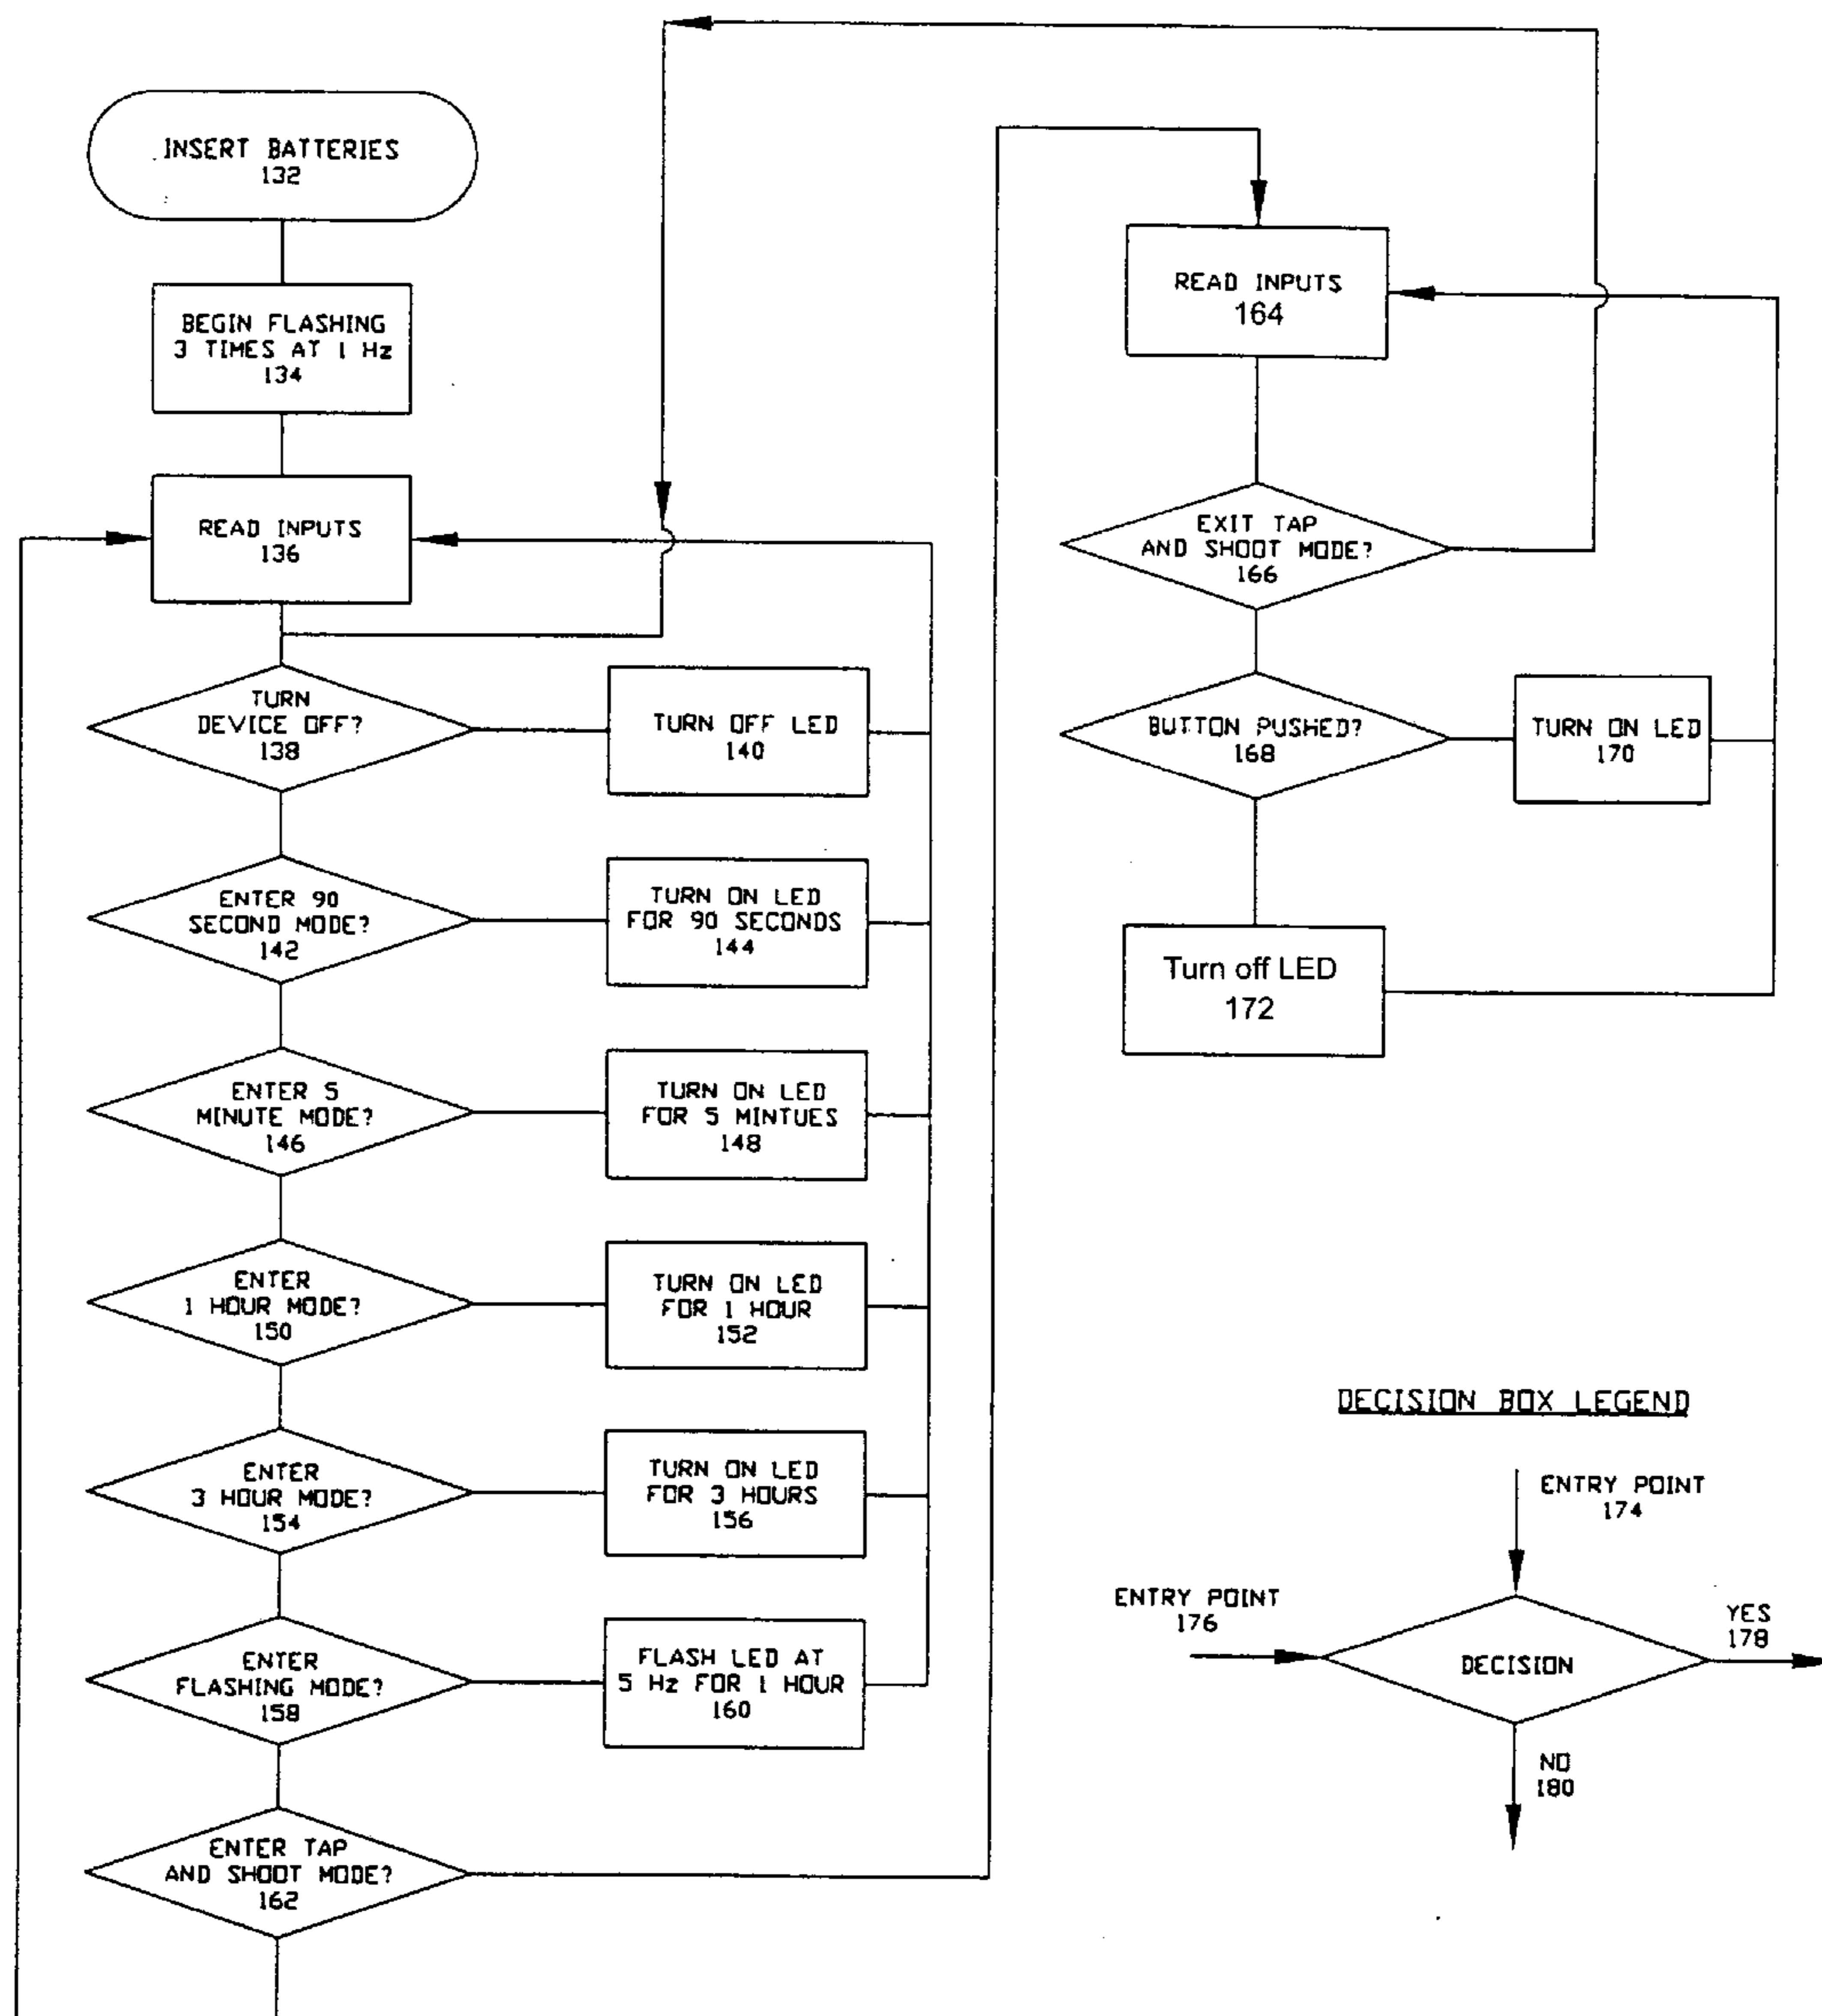 INSERT BATTERIES
132
BEGIN FLASHING
3 TIMES AT 1 Hz
134
READ INPUTS
136
TURN
DEVICE OFF?
138
TURN OFF LED
140
ENTER 90
SECOND MODE?
142
TURN ON LED
FOR 90 SECONDS
144
ENTER 5
MINUTE MODE?
146
TURN ON LED
FOR 5 MINTUES
148
ENTER
1 HOUR MODE?
150
TURN ON LED
FOR 1 HOUR
152
ENTER
3 HOUR MODE?
154
TURN ON LED
FOR 3 HOURS
156
ENTER
FLASHING MODE?
158
FLASH LED AT
5 Hz FOR 1 HOUR
160
ENTER TAP
AND SHOOT MODE?
162
READ INPUTS
164
EXIT TAP
AND SHOOT MODE?
166
BUTTON PUSHED?
168
TURN ON LED
170
Turn off LED
172
DECISION BOX LEGEND
ENTRY POINT
174
ENTRY POINT
176
DECISION
YES
178
NO
180